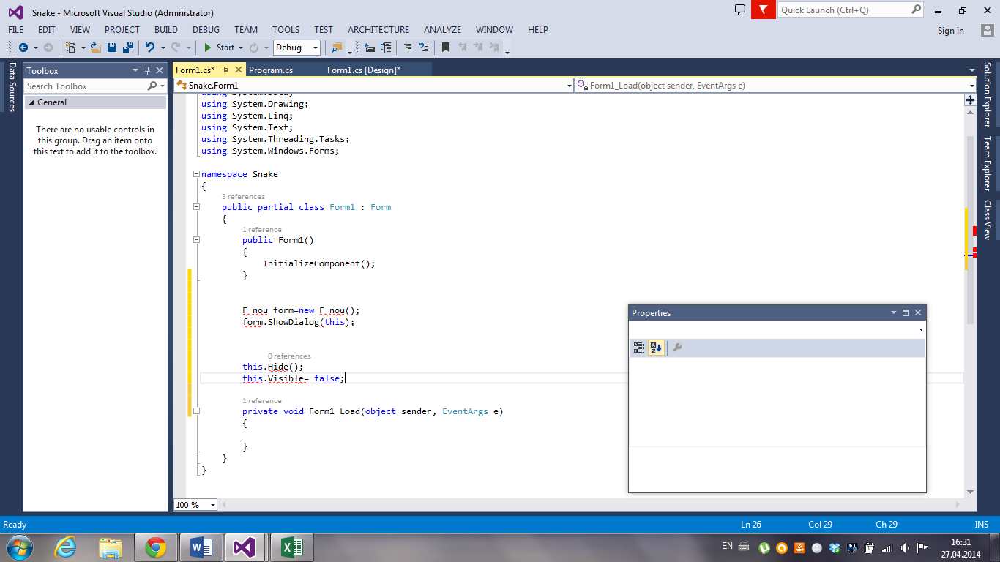 Snake - Microsoft Visual Studio (Administrator)
Quick Launch (Ctrl+Q)
FILE EDIT VIEW PROJECT BUILD DEBUG TEAM TOOLS TEST ARCHITECTURE ANALYZE WINDOW HELP
Sign in
Start Debug
Data Sources
Toolbox
Search Toolbox
General
There are no usable controls in
this group. Drag an item onto
this text to add it to the toolbox.
Form1.cs* Program.cs Form1.cs [Design]*
Snake.Form1 Form1_Load(object sender, EventArgs e)
using System.Data;
using System.Drawing;
using System.Linq;
using System.Text;
using System.Threading.Tasks;
using System.Windows.Forms;
namespace Snake
{
3 references
public partial class Form1 : Form
{
1 reference
public Form1()
{
InitializeComponent();
}
F_nou form=new F_nou();
form.ShowDialog(this);
0 references
this.Hide();
this.Visible= false;
1 reference
private void Form1_Load(object sender, EventArgs e)
{
}
}
}
Properties
Solution Explorer
Team Explorer
Class View
100 %
Ready Ln 26 Col 29 Ch 29 INS
EN
16:31
27.04.2014